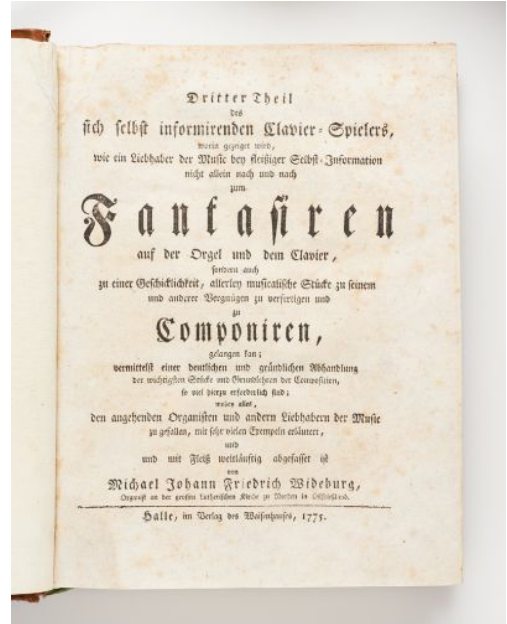 Dritter Theil
des
sich selbst informirenden Clavier-Spielers,
worin gezeiget wird,
wie ein Liebhaber der Music bey fleißiger Selbst-Information
nicht allein nach und nach
zum
Fantasiren
auf der Orgel und dem Clavier,
sondern auch
zu einer Geschicklichkeit, allerley musicalische Stücke zu seinem
und anderer Vergnügen zu verfertigen und
zu
Componiren,
gelangen kan;
vermittelst einer deutlichen und gründlichen Abhandlung
der wichtigsten Stücke und Grundlehren der Composition,
so viel hierzu erforderlich sind;
wobey alles,
den angehenden Organisten und andern Liebhabern der Music
zu gefallen, mit sehr vielen Exempeln erläutert,
und
und mit Fleiß weitläuftig abgefasset ist
von
Michael Johann Friedrich Wideburg,
Organist an der grossen Lutherischen Kirche zu Norden in Ostfrießland.
Halle, im Verlag des Waisenhauses, 1775.